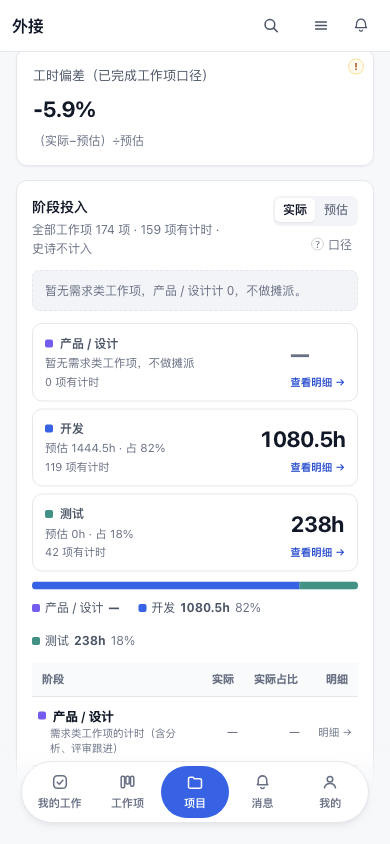 外接
工时偏差（已完成工作项口径）
!
-5.9%
（实际−预估）÷预估
阶段投入
实际 预估
全部工作项 174 项 · 159 项有计时 ·
史诗不计入
? 口径
暂无需求类工作项，产品 / 设计计 0，不做摊派。
产品 / 设计
暂无需求类工作项，不做摊派
0 项有计时
—
查看明细 →
开发
预估 1444.5h · 占 82%
119 项有计时
1080.5h
查看明细 →
测试
预估 0h · 占 18%
42 项有计时
238h
查看明细 →
产品 / 设计 — 开发 1080.5h 82%
测试 238h 18%
阶段 实际 实际占比 明细
产品 / 设计
需求类工作项的计时（含分
析、评审跟进）
— — 明细 →
我的工作 工作项 项目 消息 我的